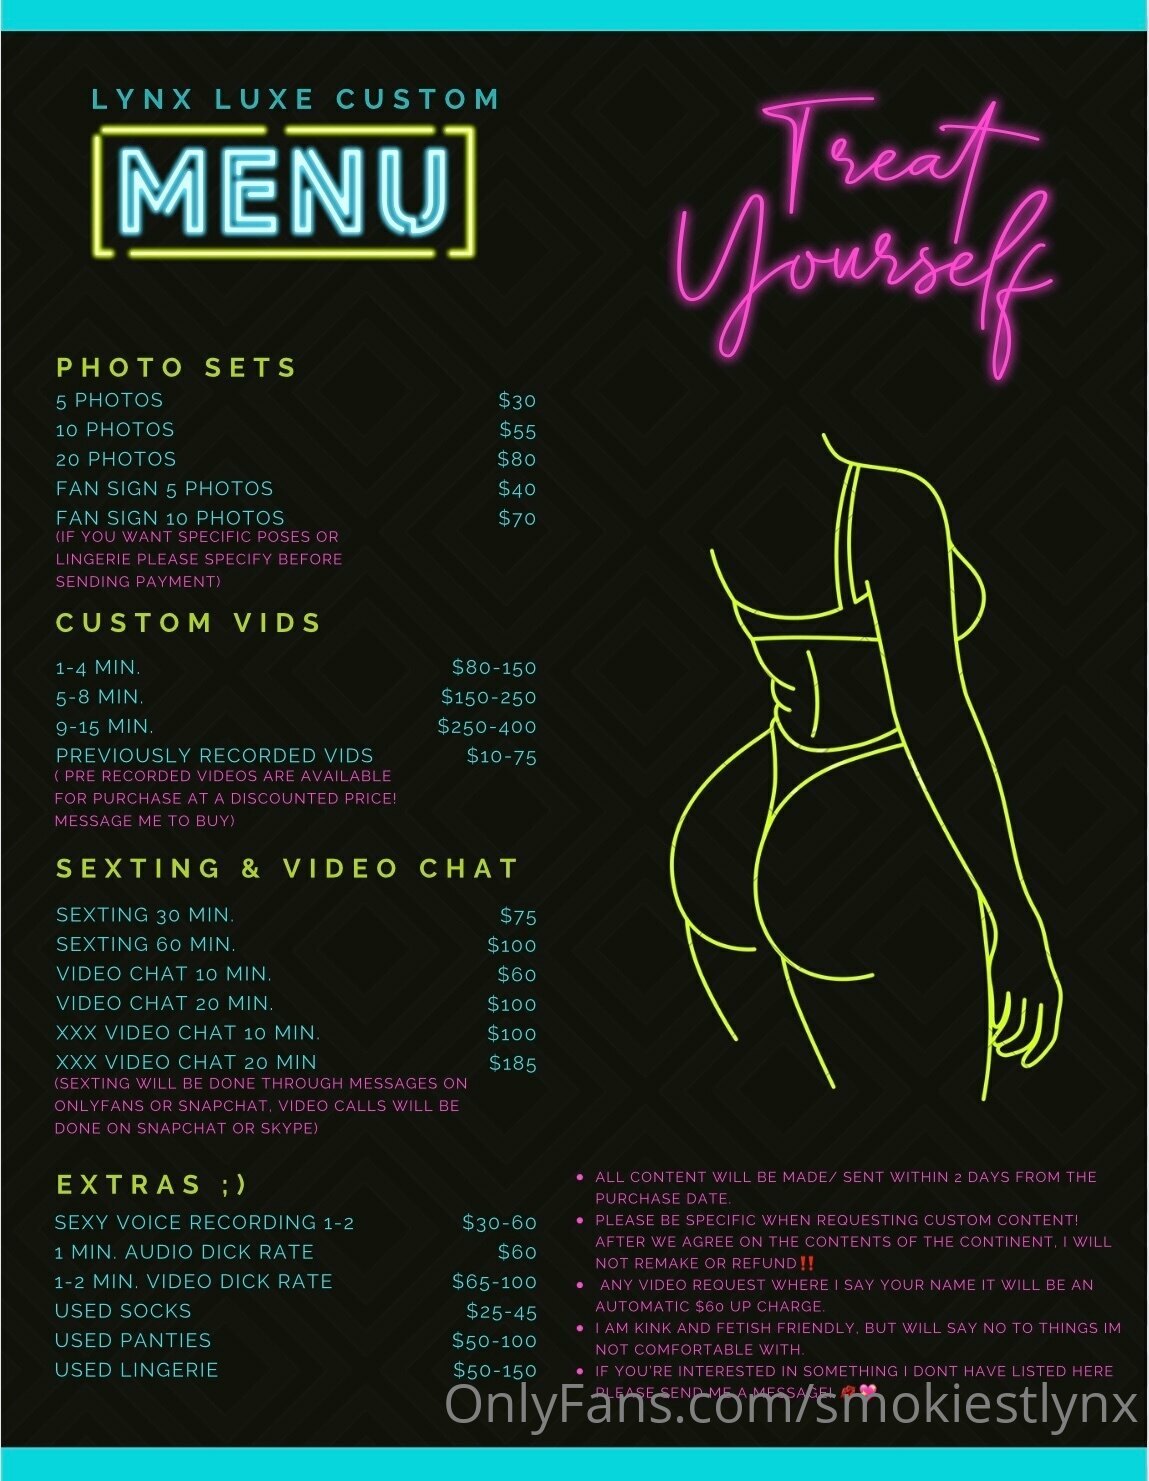 LYNX LUXE CUSTOM
MENU
Treat
Yourself
PHOTO SETS
5 PHOTOS $30
10 PHOTOS $55
20 PHOTOS $80
FAN SIGN 5 PHOTOS $40
FAN SIGN 10 PHOTOS $70
(IF YOU WANT SPECIFIC POSES OR
LINGERIE PLEASE SPECIFY BEFORE
SENDING PAYMENT)
CUSTOM VIDS
1-4 MIN. $80-150
5-8 MIN. $150-250
9-15 MIN. $250-400
PREVIOUSLY RECORDED VIDS $10-75
( PRE RECORDED VIDEOS ARE AVAILABLE
FOR PURCHASE AT A DISCOUNTED PRICE!
MESSAGE ME TO BUY)
SEXTING & VIDEO CHAT
SEXTING 30 MIN. $75
SEXTING 60 MIN. $100
VIDEO CHAT 10 MIN. $60
VIDEO CHAT 20 MIN. $100
XXX VIDEO CHAT 10 MIN. $100
XXX VIDEO CHAT 20 MIN $185
(SEXTING WILL BE DONE THROUGH MESSAGES ON
ONLYFANS OR SNAPCHAT, VIDEO CALLS WILL BE
DONE ON SNAPCHAT OR SKYPE)
EXTRAS ;)
SEXY VOICE RECORDING 1-2 $30-60
1 MIN. AUDIO DICK RATE $60
1-2 MIN. VIDEO DICK RATE $65-100
USED SOCKS $25-45
USED PANTIES $50-100
USED LINGERIE $50-150
• ALL CONTENT WILL BE MADE/ SENT WITHIN 2 DAYS FROM THE
PURCHASE DATE.
• PLEASE BE SPECIFIC WHEN REQUESTING CUSTOM CONTENT!
AFTER WE AGREE ON THE CONTENTS OF THE CONTINENT, I WILL
NOT REMAKE OR REFUND‼️
• ANY VIDEO REQUEST WHERE I SAY YOUR NAME IT WILL BE AN
AUTOMATIC $60 UP CHARGE.
• I AM KINK AND FETISH FRIENDLY, BUT WILL SAY NO TO THINGS IM
NOT COMFORTABLE WITH.
• IF YOU'RE INTERESTED IN SOMETHING I DONT HAVE LISTED HERE
PLEASE SEND ME A MESSAGE! 💋💖
OnlyFans.com/smokiestlynx